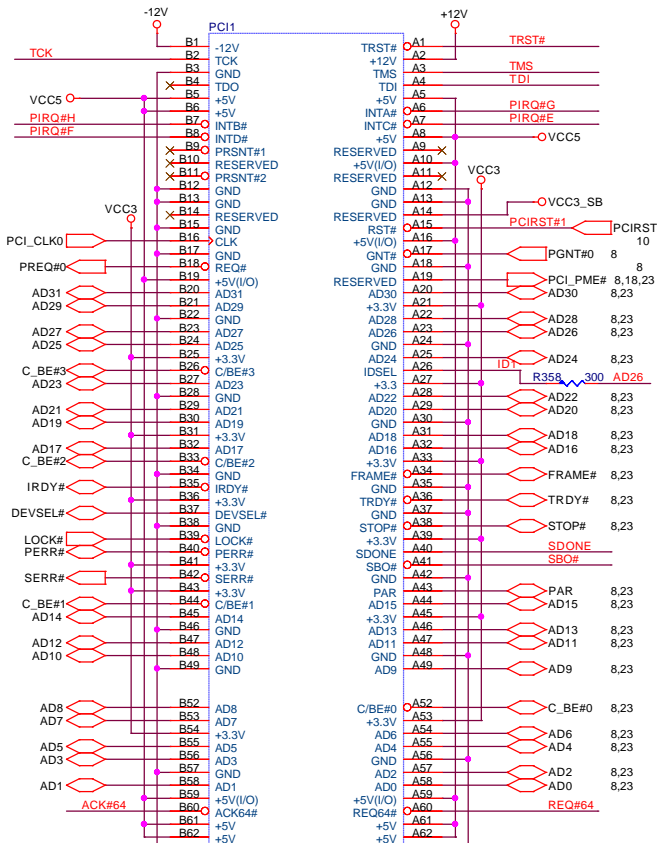 -12V +12V
PCI1
B1 -12V TRST# A1 TRST#
TCK B2 TCK +12V A2
B3 GND TMS A3 TMS
B4 TDO TDI A4 TDI
VCC5 B5 +5V +5V A5
B6 +5V INTA# A6 PIRQ#G
PIRQ#H B7 INTB# INTC# A7 PIRQ#E
PIRQ#F B8 INTD# +5V A8 VCC5
B9 PRSNT#1 RESERVED A9
B10 RESERVED +5V(I/O) A10
B11 PRSNT#2 RESERVED A11
VCC3
B12 GND GND A12
B13 GND GND A13 VCC3_SB
VCC3 B14 RESERVED RESERVED A14
B15 GND RST# A15 PCIRST#1 PCIRST
PCI_CLK0 B16 CLK +5V(I/O) A16 10
B17 GND GNT# A17 PGNT#0 8
PREQ#0 B18 REQ# GND A18 8
B19 +5V(I/O) RESERVED A19 PCI_PME# 8,18,23
AD31 B20 AD31 AD30 A20 AD30 8,23
AD29 B21 AD29 +3.3V A21
B22 GND AD28 A22 AD28 8,23
AD27 B23 AD27 AD26 A23 AD26 8,23
AD25 B24 AD25 GND A24
B25 +3.3V AD24 A25 AD24 8,23
C_BE#3 B26 C/BE#3 IDSEL A26 ID1
AD23 B27 AD23 +3.3 A27 R358 300 AD26
B28 GND AD22 A28 AD22 8,23
AD21 B29 AD21 AD20 A29 AD20 8,23
AD19 B30 AD19 GND A30
B31 +3.3V AD18 A31 AD18 8,23
AD17 B32 AD17 AD16 A32 AD16 8,23
C_BE#2 B33 C/BE#2 +3.3V A33
B34 GND FRAME# A34 FRAME# 8,23
IRDY# B35 IRDY# GND A35
B36 +3.3V TRDY# A36 TRDY# 8,23
DEVSEL# B37 DEVSEL# GND A37
B38 GND STOP# A38 STOP# 8,23
LOCK# B39 LOCK# +3.3V A39
PERR# B40 PERR# SDONE A40 SDONE
B41 +3.3V SBO# A41 SBO#
SERR# B42 SERR# GND A42
B43 +3.3V PAR A43 PAR 8,23
C_BE#1 B44 C/BE#1 AD15 A44 AD15 8,23
AD14 B45 AD14 +3.3V A45
B46 GND AD13 A46 AD13 8,23
AD12 B47 AD12 AD11 A47 AD11 8,23
AD10 B48 AD10 GND A48
B49 GND AD9 A49 AD9 8,23
AD8 B52 AD8 C/BE#0 A52 C_BE#0 8,23
AD7 B53 AD7 +3.3V A53
B54 +3.3V AD6 A54 AD6 8,23
AD5 B55 AD5 AD4 A55 AD4 8,23
AD3 B56 AD3 GND A56
B57 GND AD2 A57 AD2 8,23
AD1 B58 AD1 AD0 A58 AD0 8,23
B59 +5V(I/O) +5V(I/O) A59
ACK#64 B60 ACK64# REQ64# A60 REQ#64
B61 +5V +5V A61
B62 +5V +5V A62